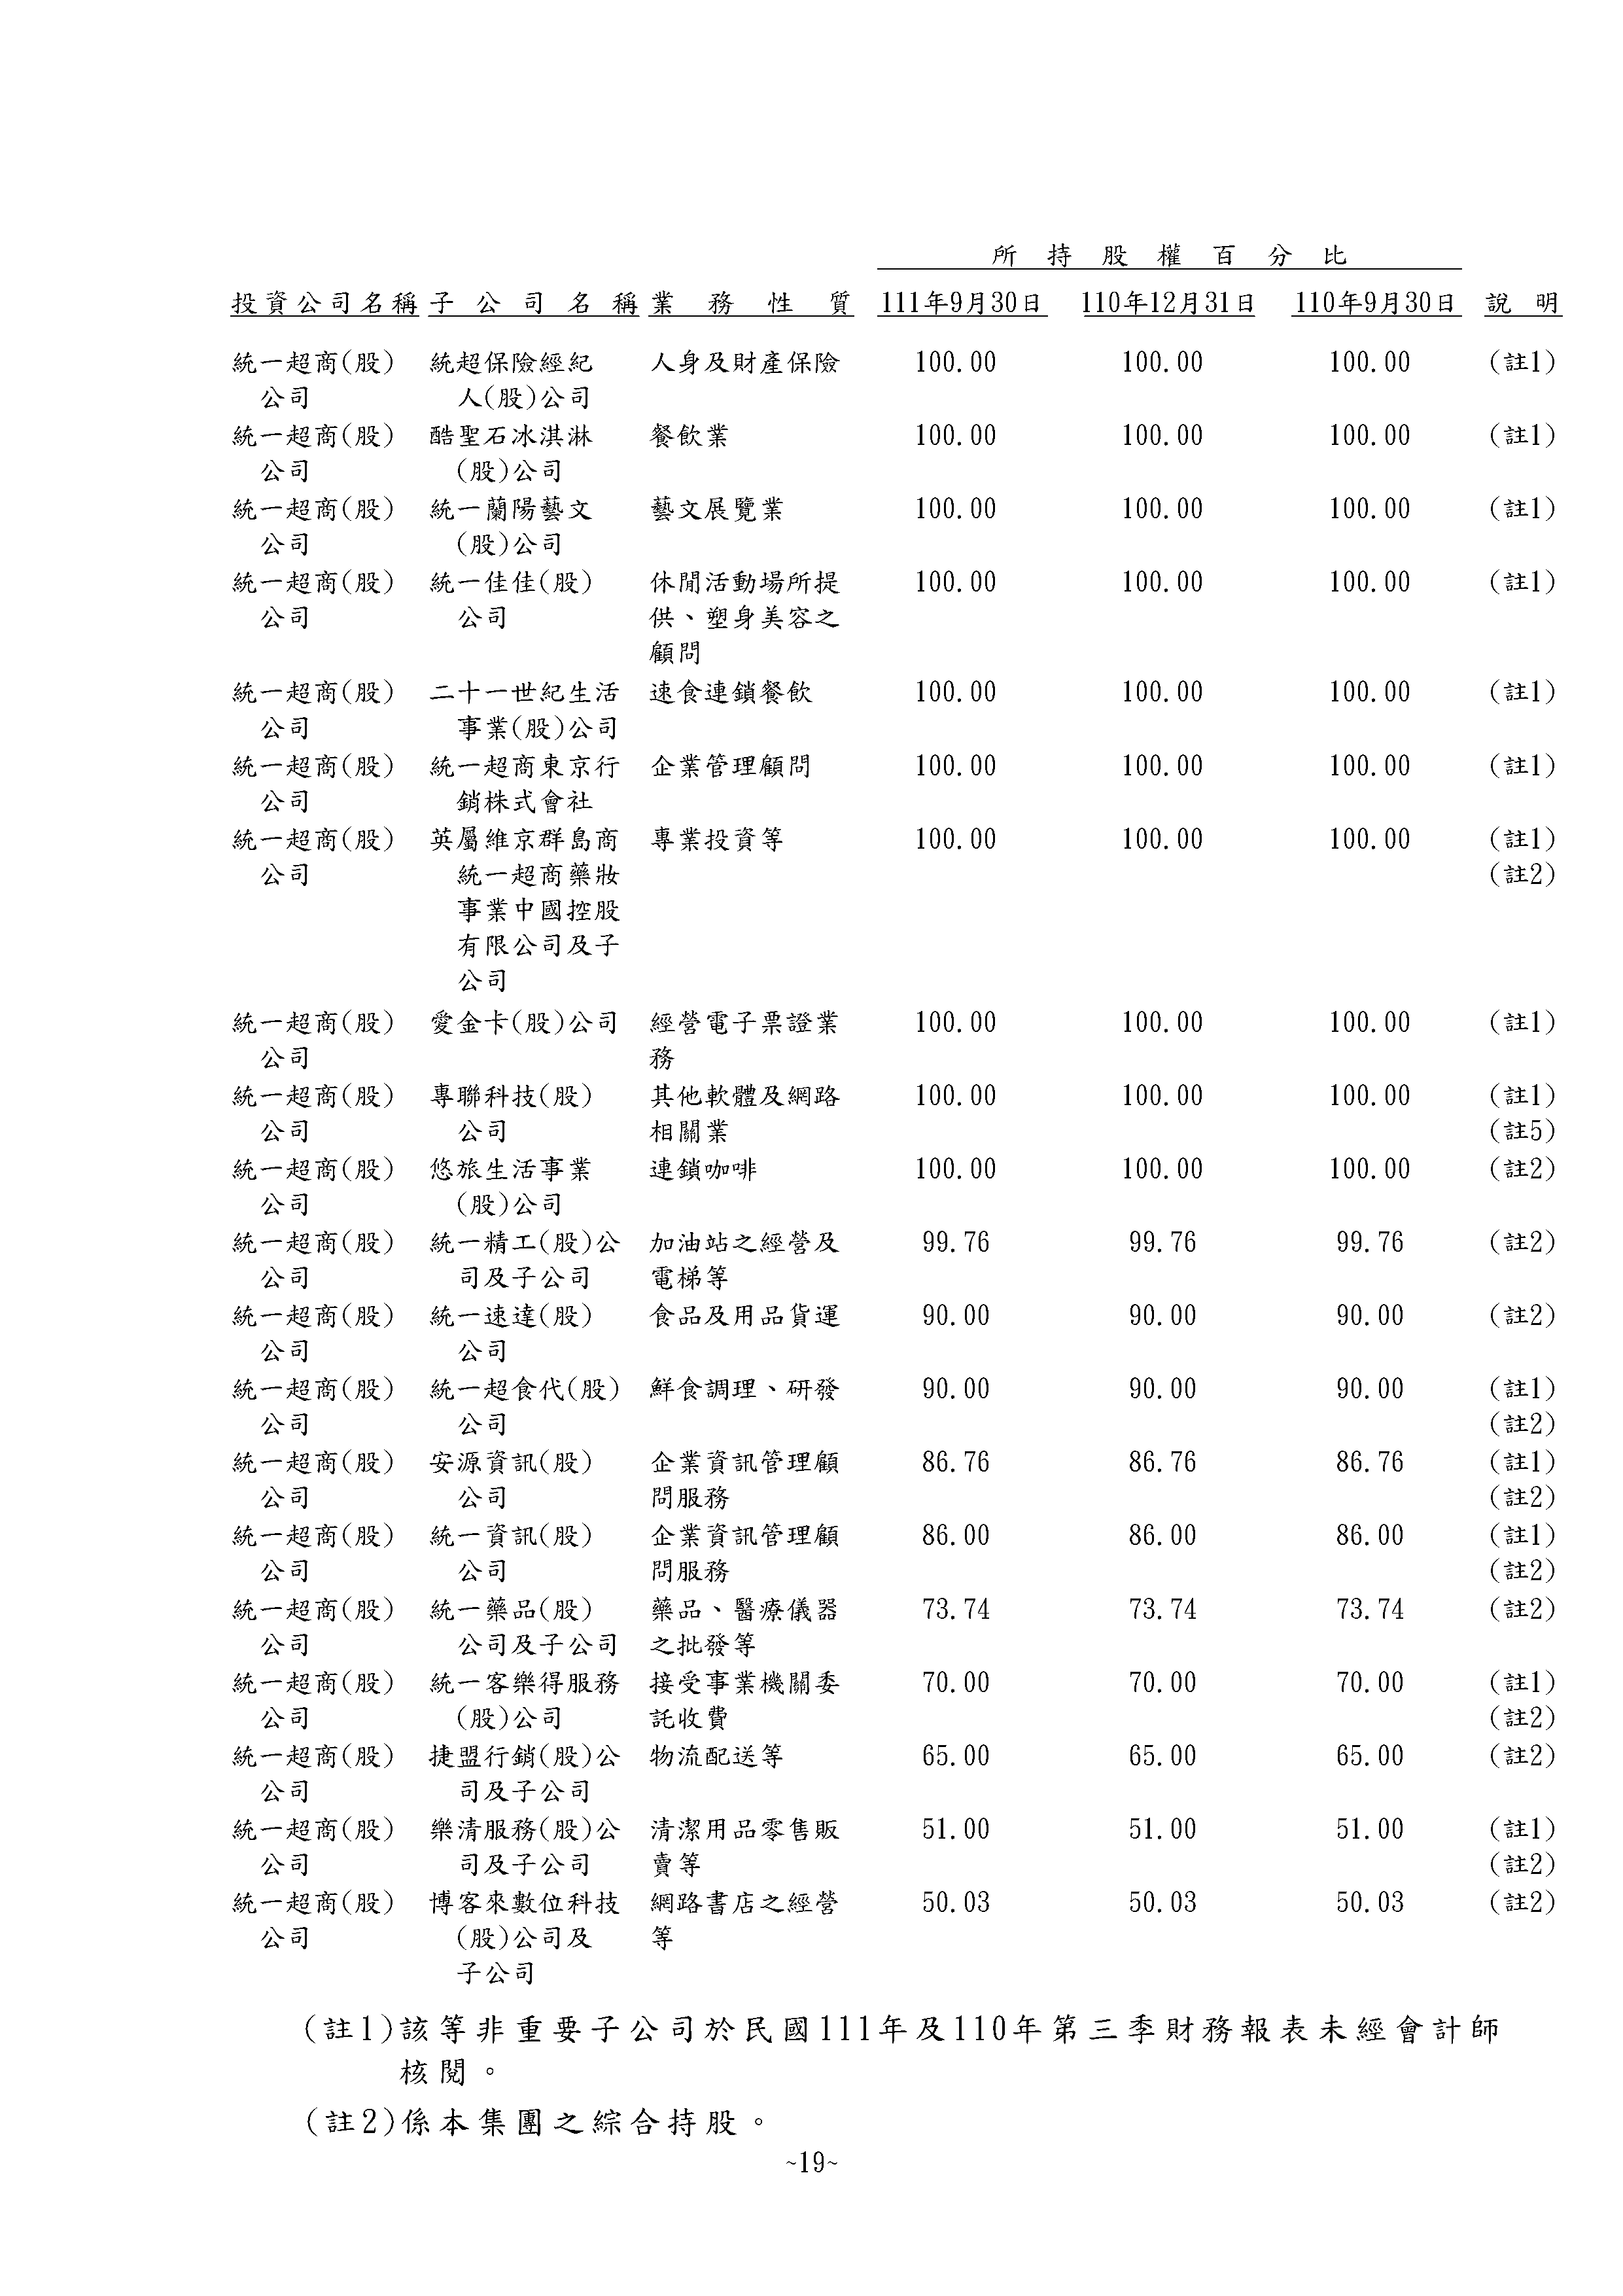 所持股權百分比
投資公司名稱 子公司名稱 業務性質 111年9月30日 110年12月31日 110年9月30日 說明
統一超商(股) 統超保險經紀 人身及財產保險 100.00 100.00 100.00 (註1)
公司 人(股)公司
統一超商(股) 酷聖石冰淇淋 餐飲業 100.00 100.00 100.00 (註1)
公司 (股)公司
統一超商(股) 統一蘭陽藝文 藝文展覽業 100.00 100.00 100.00 (註1)
公司 (股)公司
統一超商(股) 統一佳佳(股) 休閒活動場所提 100.00 100.00 100.00 (註1)
公司 公司 供、塑身美容之
顧問
統一超商(股) 二十一世紀生活 速食連鎖餐飲 100.00 100.00 100.00 (註1)
公司 事業(股)公司
統一超商(股) 統一超商東京行 企業管理顧問 100.00 100.00 100.00 (註1)
公司 銷株式會社
統一超商(股) 英屬維京群島商 專業投資等 100.00 100.00 100.00 (註1)
公司 統一超商藥妝 (註2)
事業中國控股
有限公司及子
公司
統一超商(股) 愛金卡(股)公司 經營電子票證業 100.00 100.00 100.00 (註1)
公司 務
統一超商(股) 專聯科技(股) 其他軟體及網路 100.00 100.00 100.00 (註1)
公司 公司 相關業 (註5)
統一超商(股) 悠旅生活事業 連鎖咖啡 100.00 100.00 100.00 (註2)
公司 (股)公司
統一超商(股) 統一精工(股)公 加油站之經營及 99.76 99.76 99.76 (註2)
公司 司及子公司 電梯等
統一超商(股) 統一速達(股) 食品及用品貨運 90.00 90.00 90.00 (註2)
公司 公司
統一超商(股) 統一超食代(股) 鮮食調理、研發 90.00 90.00 90.00 (註1)
公司 公司 (註2)
統一超商(股) 安源資訊(股) 企業資訊管理顧 86.76 86.76 86.76 (註1)
公司 公司 問服務 (註2)
統一超商(股) 統一資訊(股) 企業資訊管理顧 86.00 86.00 86.00 (註1)
公司 公司 問服務 (註2)
統一超商(股) 統一藥品(股) 藥品、醫療儀器 73.74 73.74 73.74 (註2)
公司 公司及子公司 之批發等
統一超商(股) 統一客樂得服務 接受事業機關委 70.00 70.00 70.00 (註1)
公司 (股)公司 託收費 (註2)
統一超商(股) 捷盟行銷(股)公 物流配送等 65.00 65.00 65.00 (註2)
公司 司及子公司
統一超商(股) 樂清服務(股)公 清潔用品零售販 51.00 51.00 51.00 (註1)
公司 司及子公司 賣等 (註2)
統一超商(股) 博客來數位科技 網路書店之經營 50.03 50.03 50.03 (註2)
公司 (股)公司及 等
子公司
(註1)該等非重要子公司於民國111年及110年第三季財務報表未經會計師
核閱。
(註2)係本集團之綜合持股。
~19~